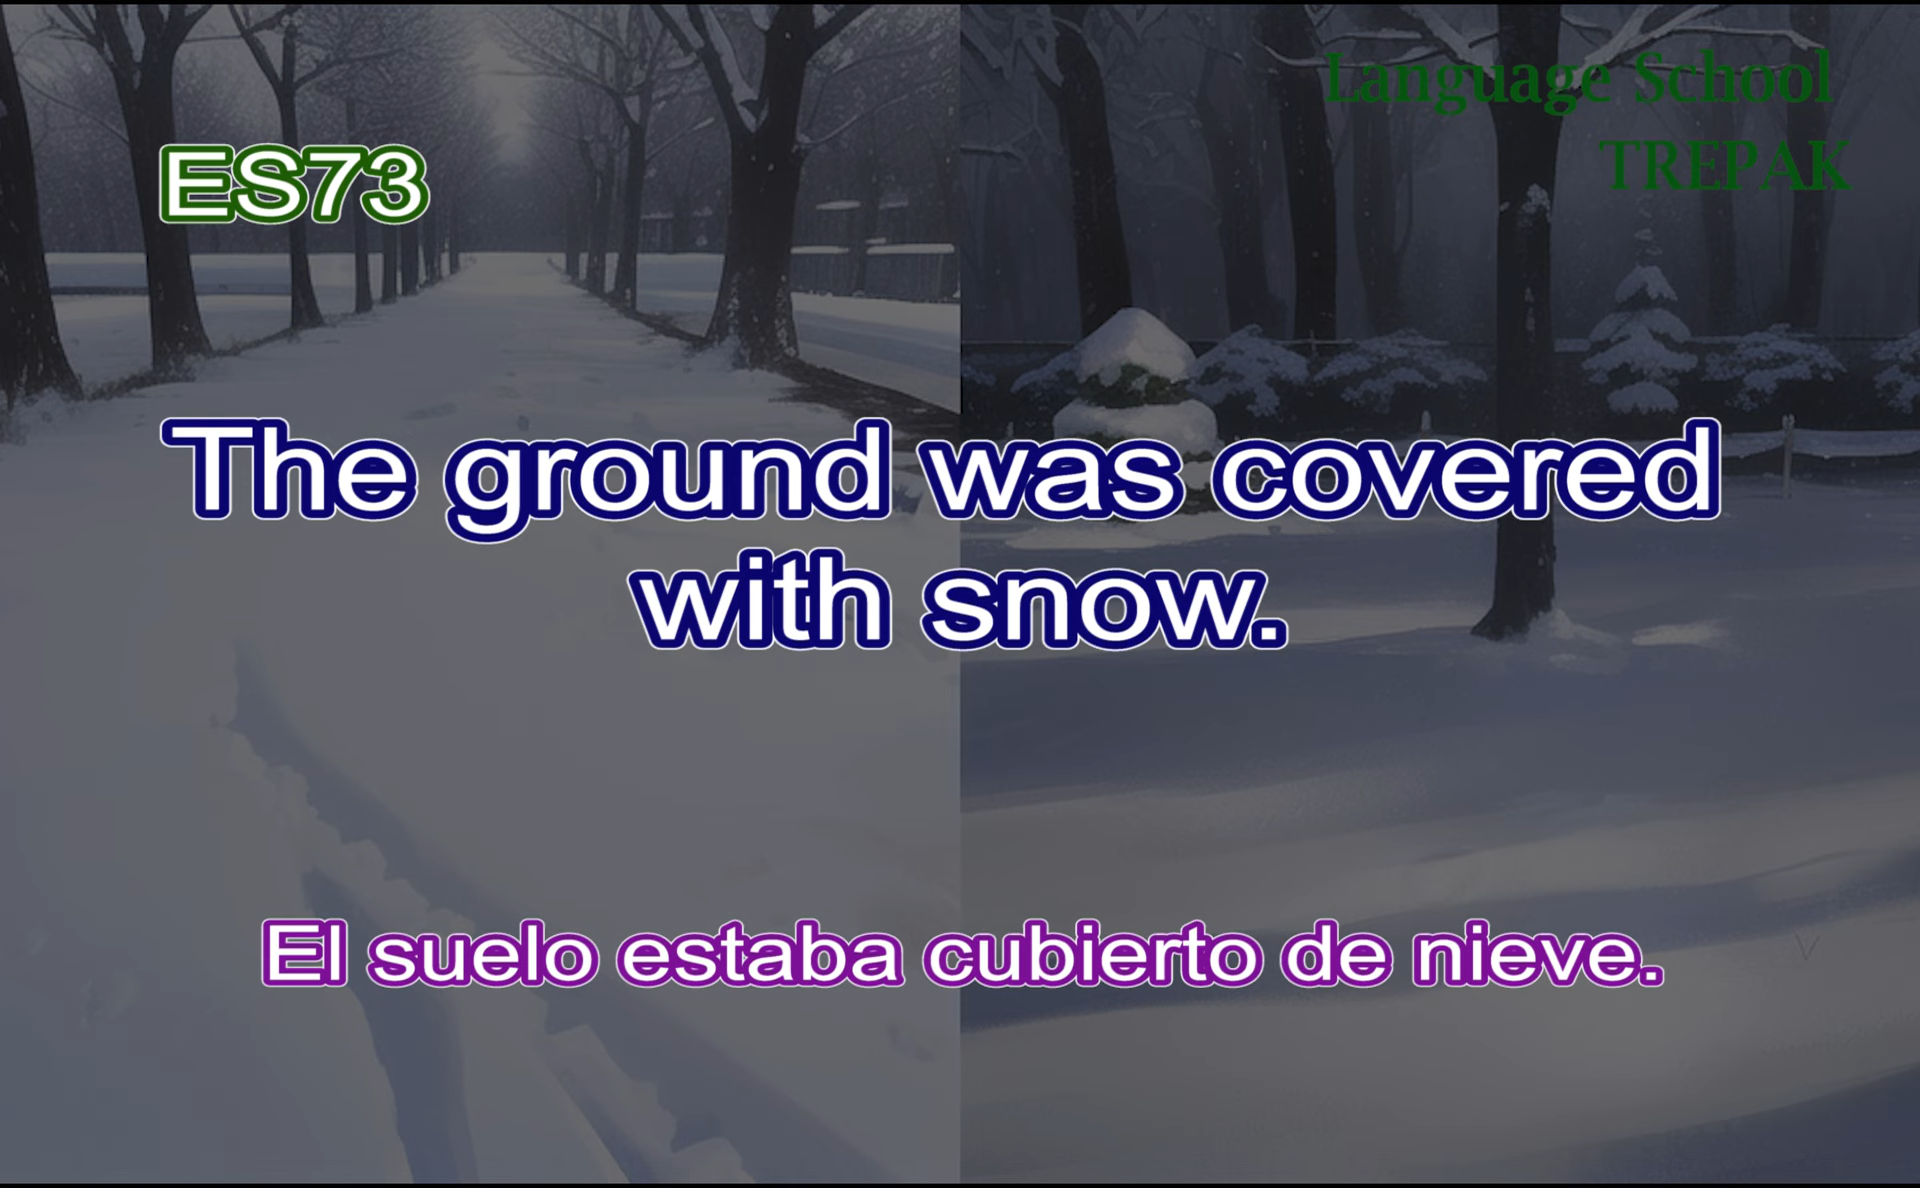 Language School
TREPAK
ES73
The ground was covered
with snow.
El suelo estaba cubierto de nieve.